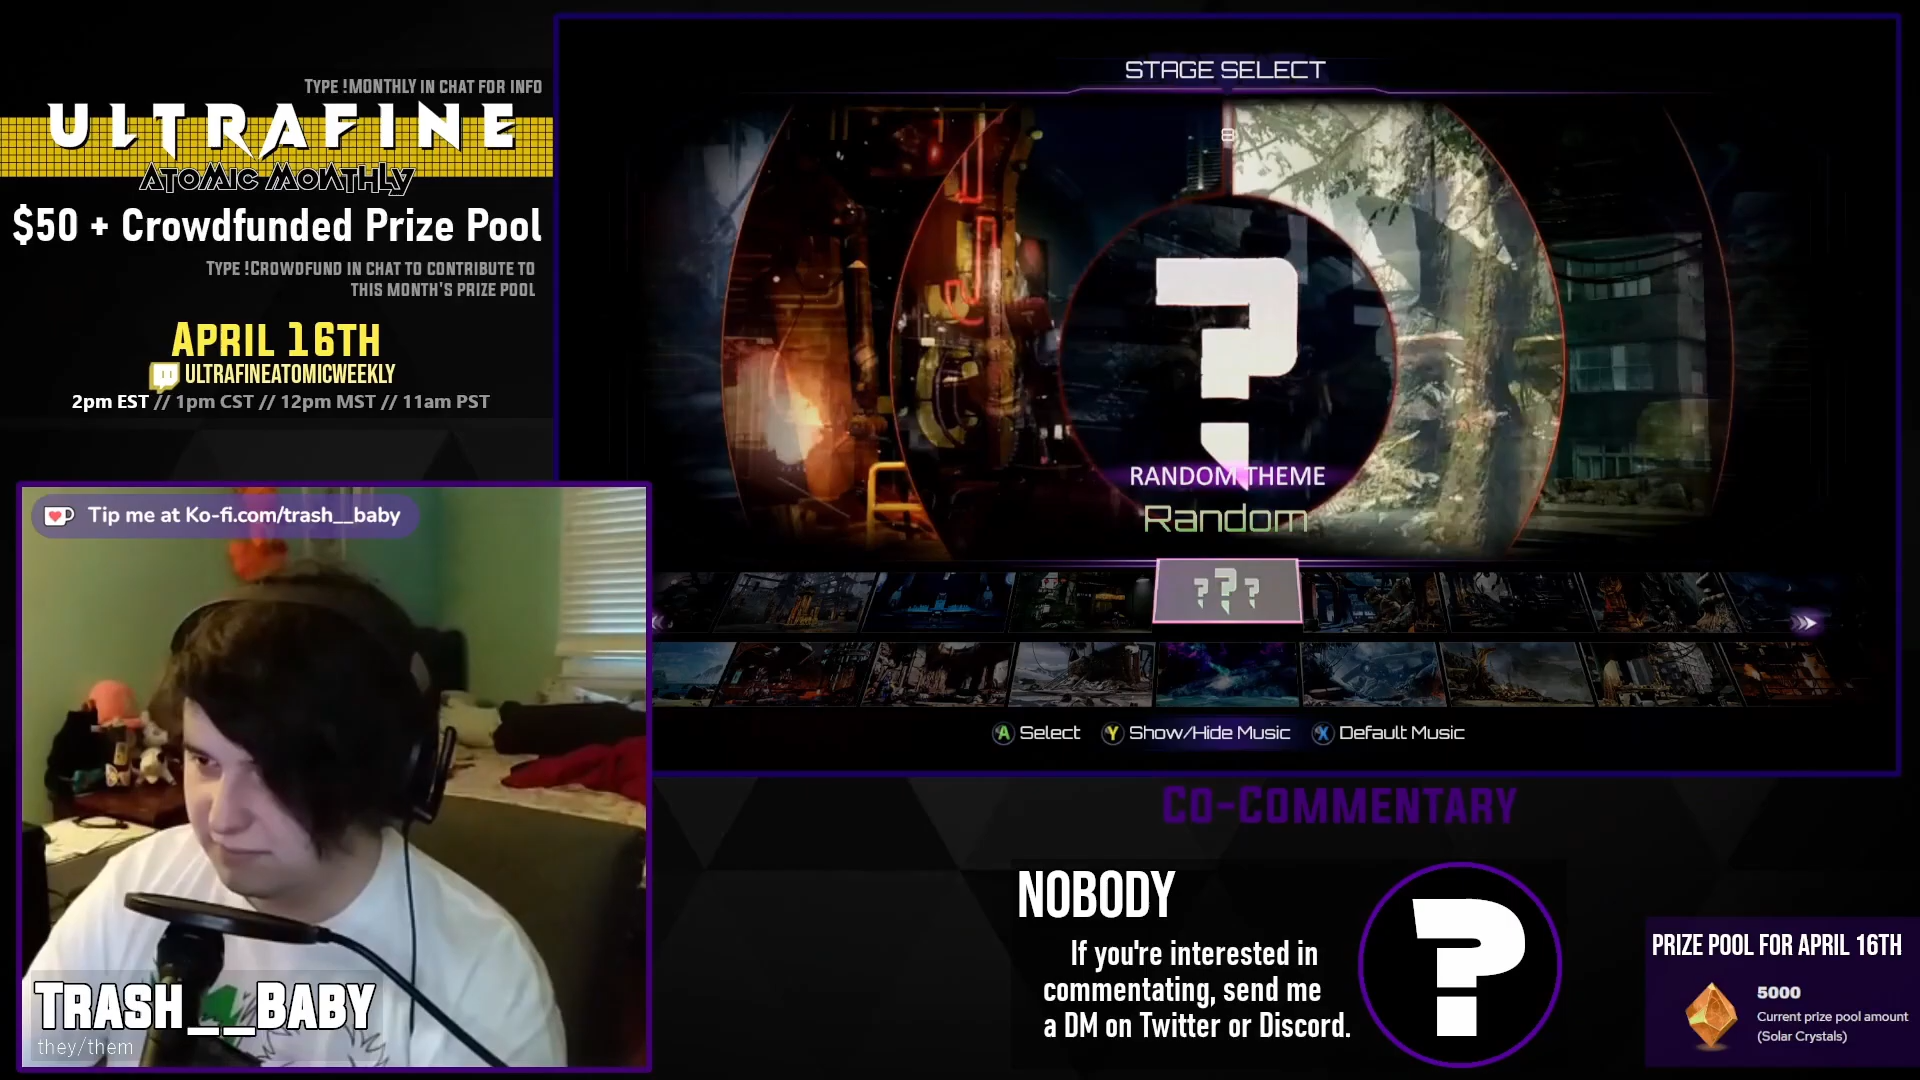 Type !Monthly in chat for info
ULTRAFINE
Atomic Monthly
$50 + Crowdfunded Prize Pool
Type !Crowdfund in chat to contribute to
this month's prize pool
April 16th
ULTRAFINEATOMICWEEKLY
2pm EST // 1pm CST // 12pm MST // 11am PST
Tip me at Ko-fi.com/trash__baby
Trash__Baby
they/them
STAGE SELECT
8
?
RANDOM THEME
Random
???
A Select Y Show/Hide Music X Default Music
Co-Commentary
NOBODY
If you're interested in
commentating, send me
a DM on Twitter or Discord.
?
PRIZE POOL FOR APRIL 16TH
5000
Current prize pool amount
(Solar Crystals)